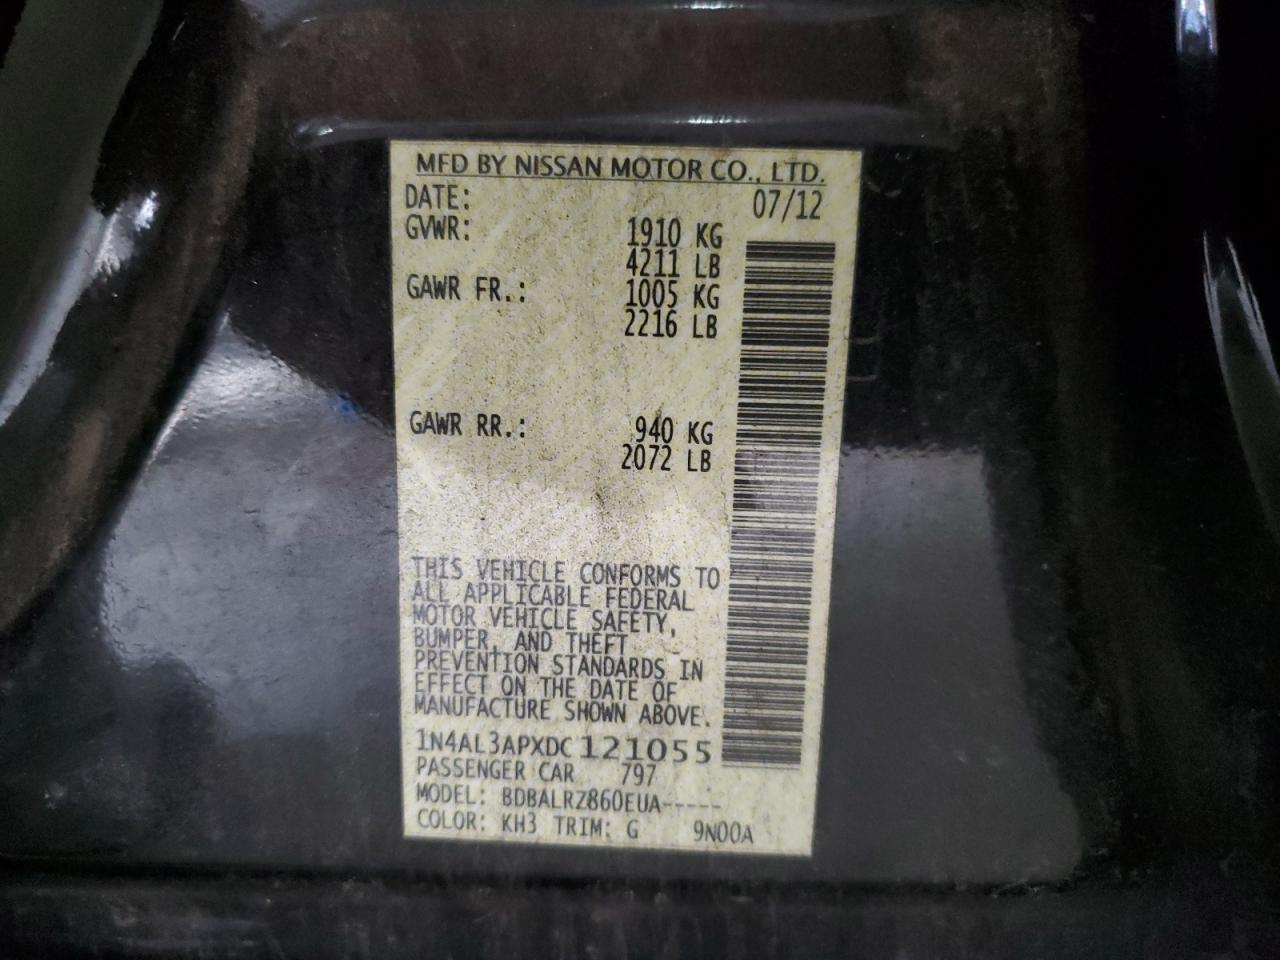 MFD BY NISSAN MOTOR CO., LTD.
DATE: 07/12
GVWR: 1910 KG
4211 LB
GAWR FR.: 1005 KG
2216 LB
GAWR RR.: 940 KG
2072 LB
THIS VEHICLE CONFORMS TO
ALL APPLICABLE FEDERAL
MOTOR VEHICLE SAFETY,
BUMPER, AND THEFT
PREVENTION STANDARDS IN
EFFECT ON THE DATE OF
MANUFACTURE SHOWN ABOVE.
1N4AL3APXDC121055
PASSENGER CAR 797
MODEL: BDBALRZ860EUA-----
COLOR: KH3 TRIM: G 9N00A